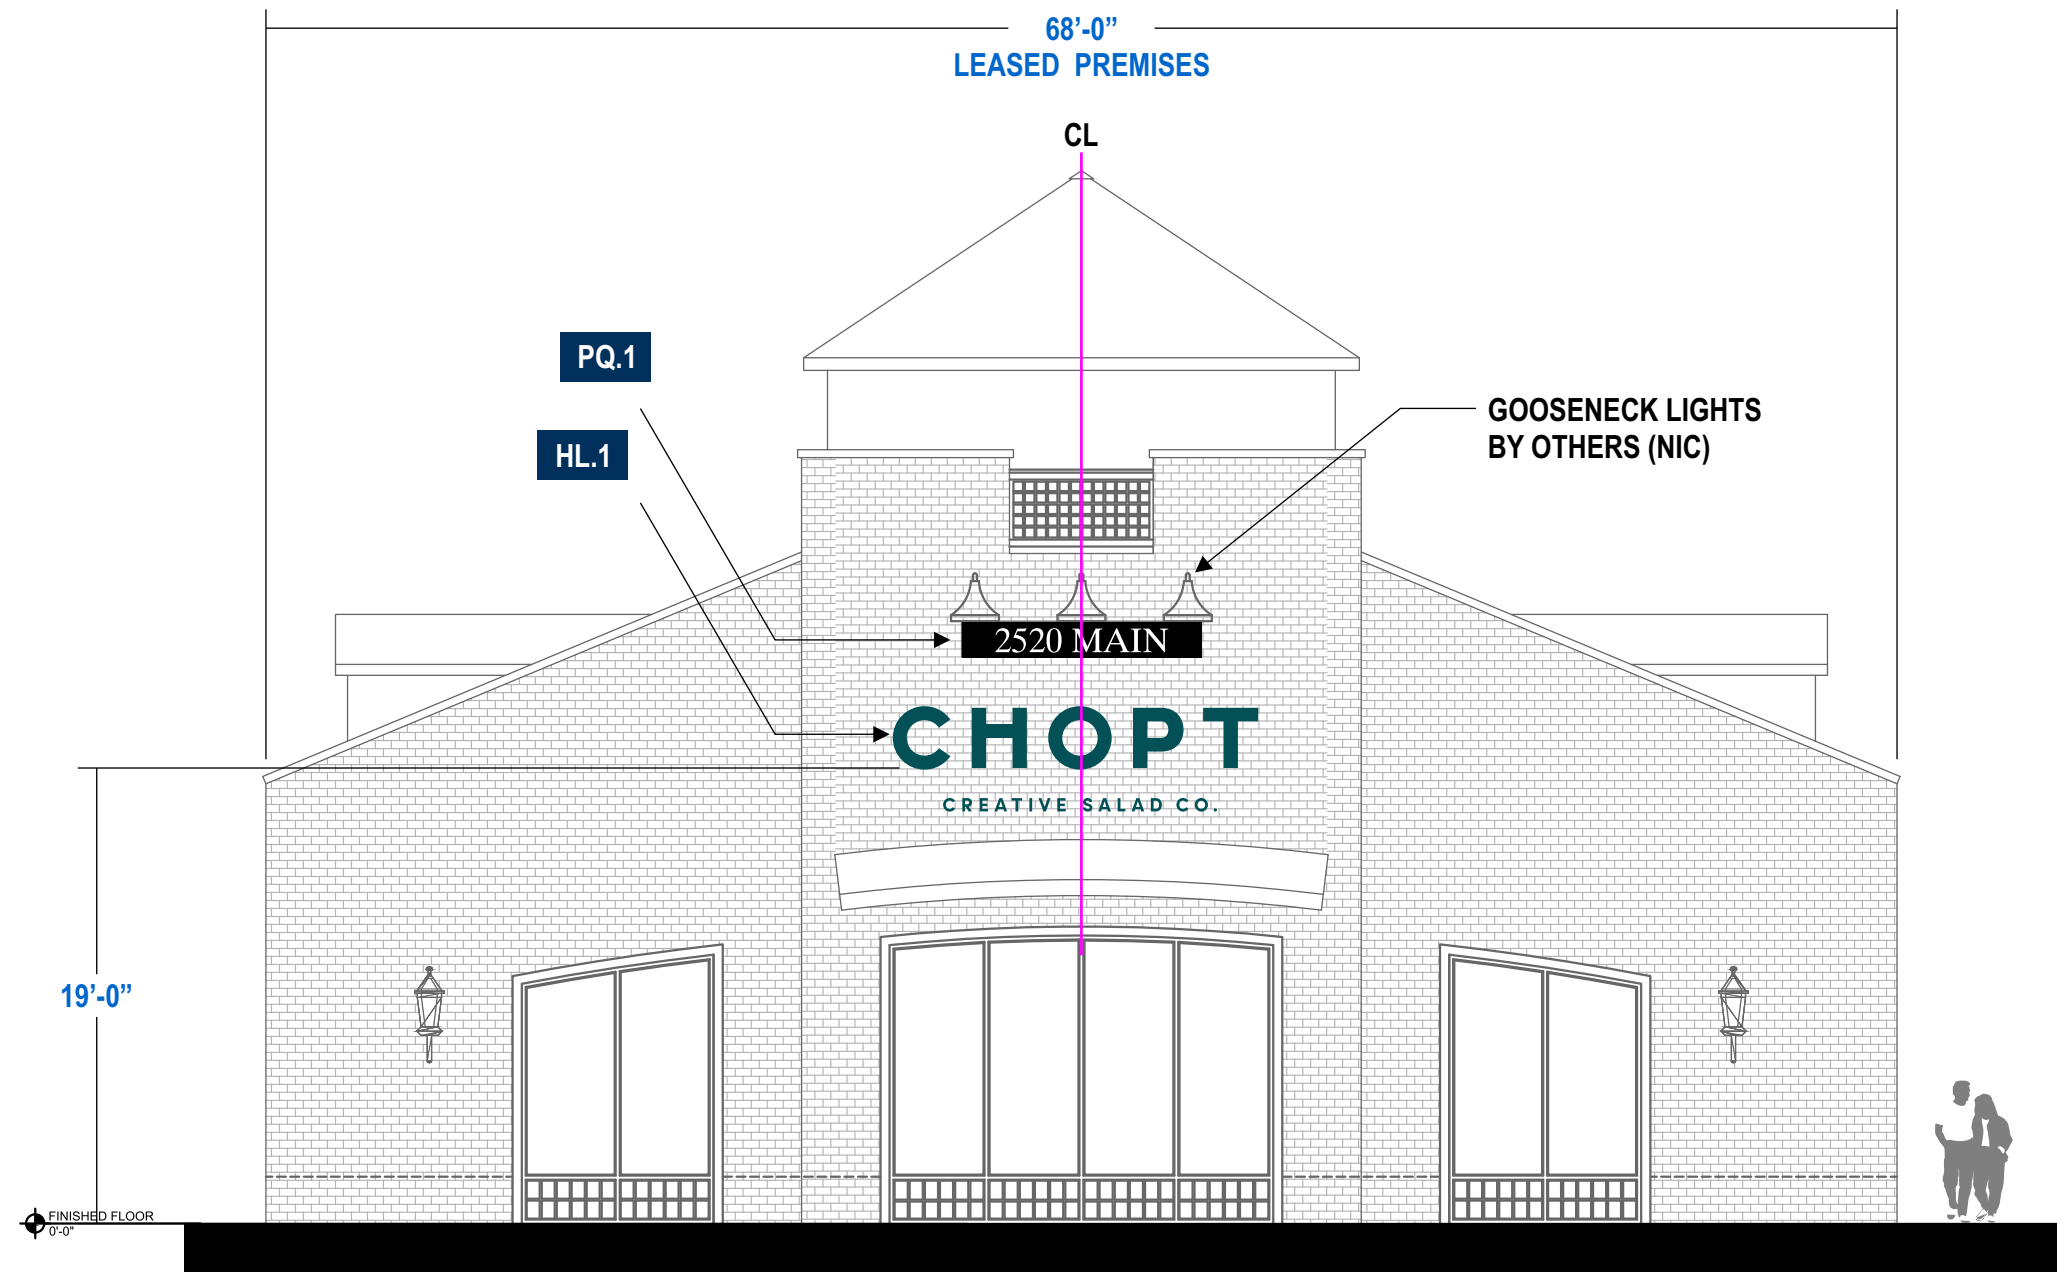 68’-0”
LEASED PREMISES
CL
PQ.1
HL.1
GOOSENECK LIGHTS
BY OTHERS (NIC)
2520 MAIN
CHOPT
CREATIVE SALAD CO.
19’-0”
FINISHED FLOOR
0'-0"